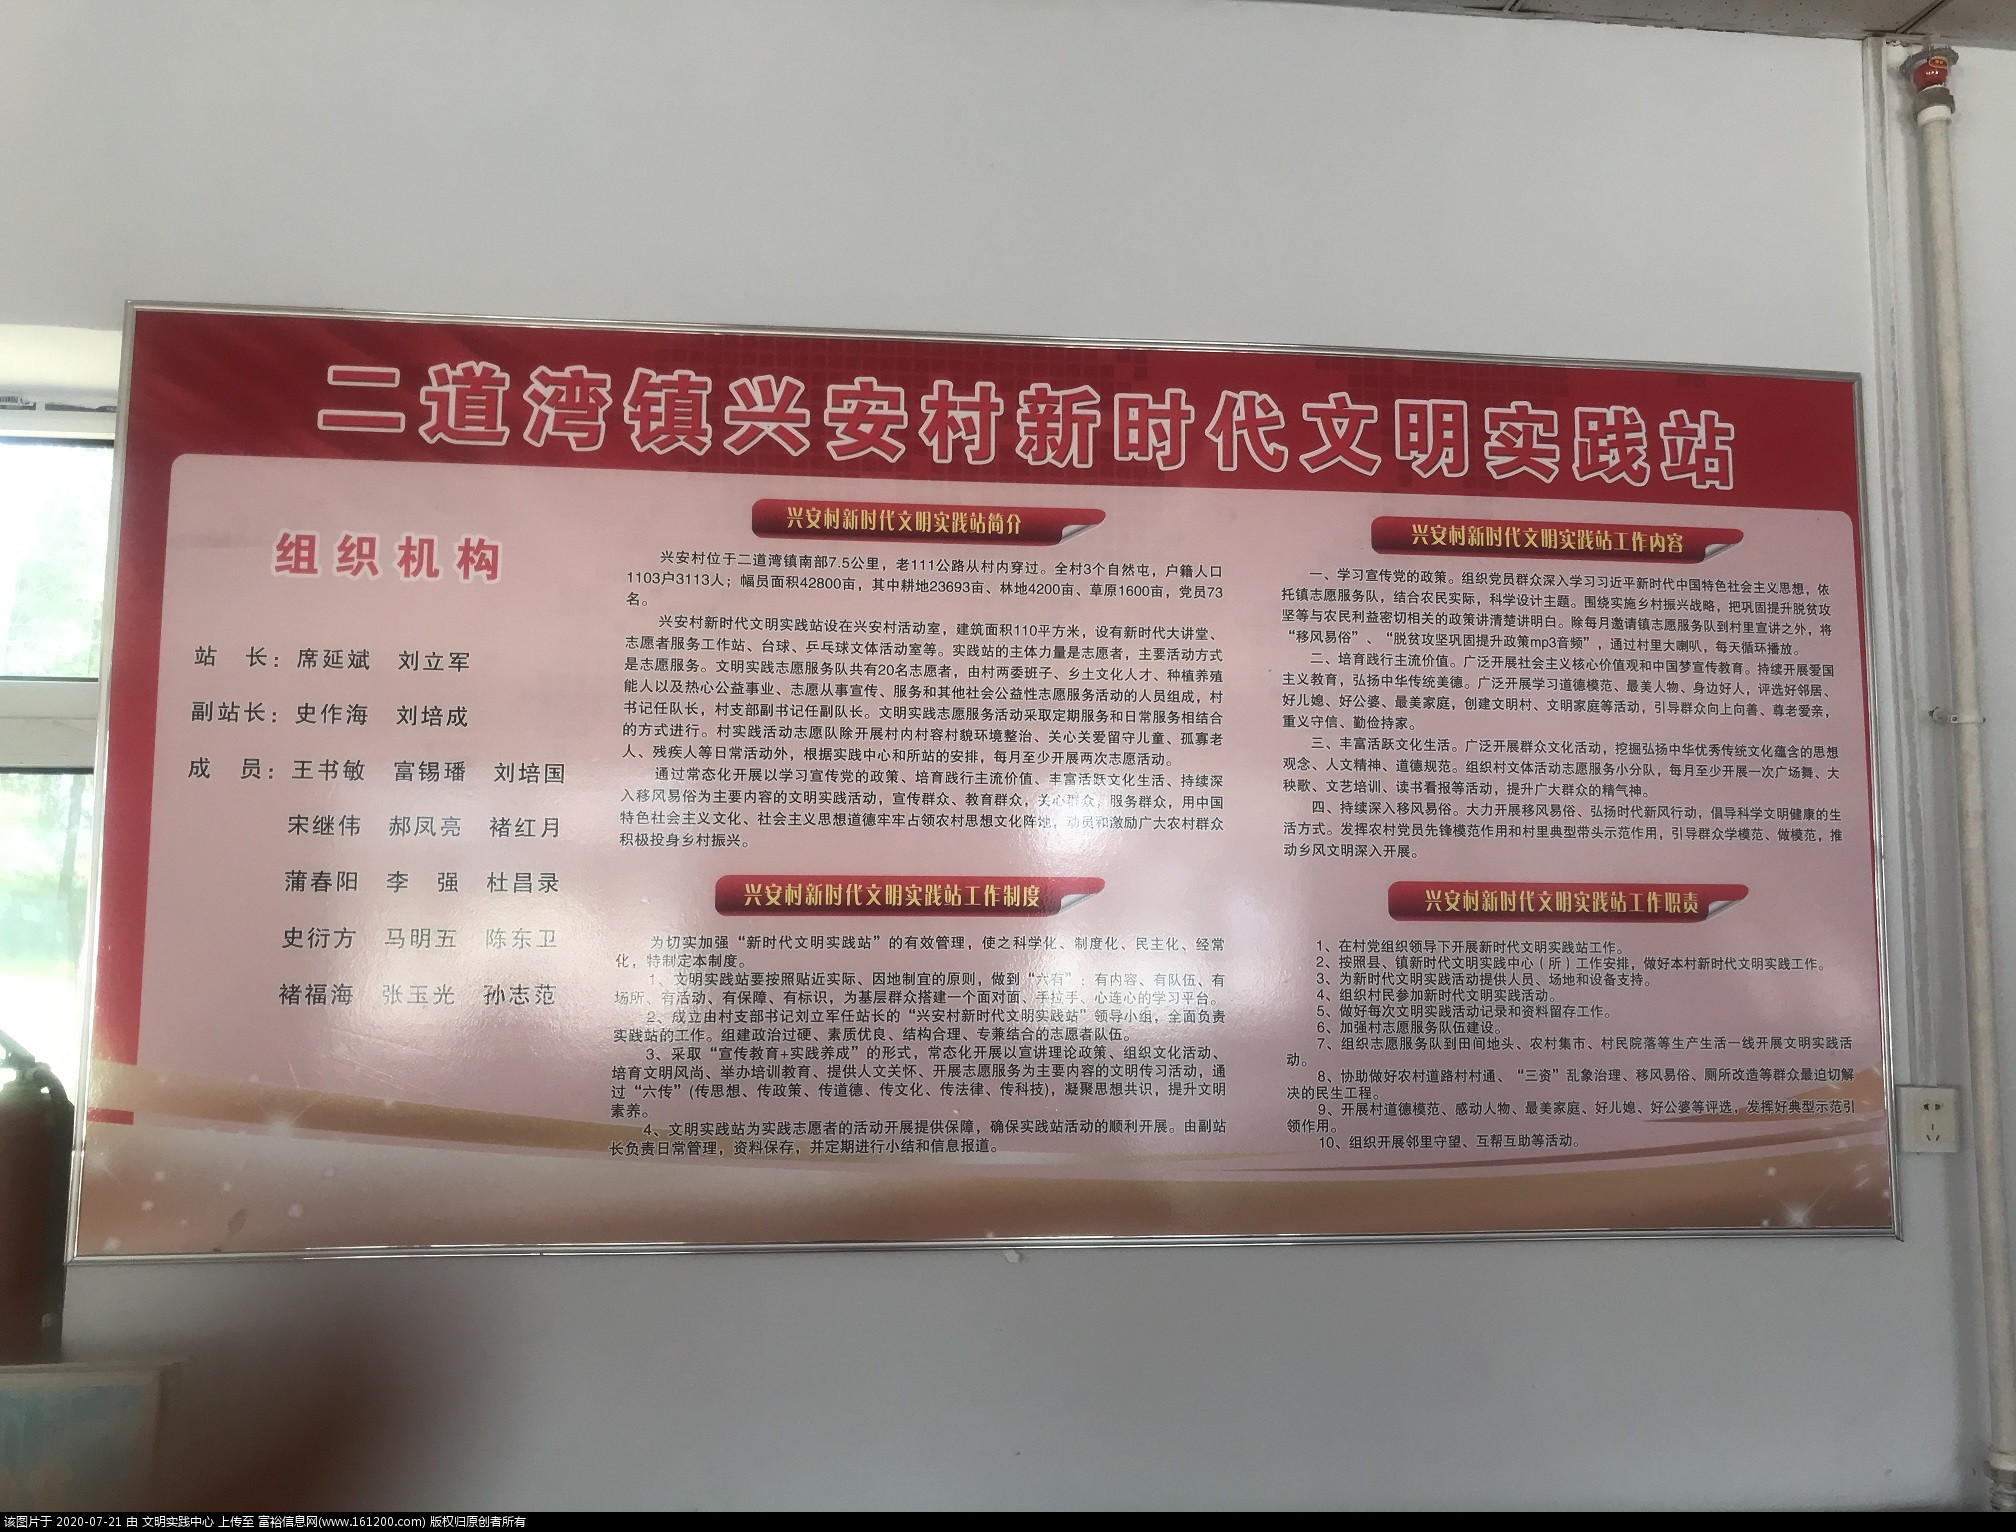 二道湾镇兴安村新时代文明实践站
组织机构
站　长：席延斌　刘立军
副站长：史作海　刘培成
成　员：王书敏　富锡璠　刘培国
宋继伟　郝凤亮　褚红月
蒲春阳　李　强　杜昌录
史衍方　马明五　陈东卫
褚福海　张玉光　孙志范
兴安村新时代文明实践站简介
兴安村位于二道湾镇南部7.5公里，老111公路从村内穿过。全村3个自然屯，户籍人口
1103户3113人；幅员面积42800亩，其中耕地23693亩、林地4200亩、草原1600亩，党员73
名。
兴安村新时代文明实践站设在兴安村活动室，建筑面积110平方米，设有新时代大讲堂、
志愿者服务工作站、台球、乒乓球文体活动室等。实践站的主体力量是志愿者，主要活动方式
是志愿服务。文明实践志愿服务队共有20名志愿者，由村两委班子、乡土文化人才、种植养殖
能人以及热心公益事业、志愿从事宣传、服务和其他社会公益性志愿服务活动的人员组成，村
书记任队长，村支部副书记任副队长。文明实践志愿服务活动采取定期服务和日常服务相结合
的方式进行。村实践活动志愿队除开展村内村容村貌环境整治、关心关爱留守儿童、孤寡老
人、残疾人等日常活动外，根据实践中心和所站的安排，每月至少开展两次志愿活动。
通过常态化开展以学习宣传党的政策、培育践行主流价值、丰富活跃文化生活、持续深
入移风易俗为主要内容的文明实践活动，宣传群众、教育群众，关心群众，服务群众，用中国
特色社会主义文化、社会主义思想道德牢牢占领农村思想文化阵地，动员和激励广大农村群众
积极投身乡村振兴。
兴安村新时代文明实践站工作制度
为切实加强“新时代文明实践站”的有效管理，使之科学化、制度化、民主化、经常
化，特制定本制度。
1、文明实践站要按照贴近实际、因地制宜的原则，做到“六有”：有内容、有队伍、有
场所、有活动、有保障、有标识，为基层群众搭建一个面对面、手拉手、心连心的学习平台。
2、成立由村支部书记刘立军任站长的“兴安村新时代文明实践站”领导小组，全面负责
实践站的工作。组建政治过硬、素质优良、结构合理、专兼结合的志愿者队伍。
3、采取“宣传教育+实践养成”的形式，常态化开展以宣讲理论政策、组织文化活动、
培育文明风尚、举办培训教育、提供人文关怀、开展志愿服务为主要内容的文明传习活动，通
过“六传”(传思想、传政策、传道德、传文化、传法律、传科技)，凝聚思想共识，提升文明
素养。
4、文明实践站为实践志愿者的活动开展提供保障，确保实践站活动的顺利开展。由副站
长负责日常管理，资料保存，并定期进行小结和信息报道。
兴安村新时代文明实践站工作内容
一、学习宣传党的政策。组织党员群众深入学习习近平新时代中国特色社会主义思想，依
托镇志愿服务队，结合农民实际，科学设计主题。围绕实施乡村振兴战略，把巩固提升脱贫攻
坚等与农民利益密切相关的政策讲清楚讲明白。除每月邀请镇志愿服务队到村里宣讲之外，将
“移风易俗”、“脱贫攻坚巩固提升政策mp3音频”，通过村里大喇叭，每天循环播放。
二、培育践行主流价值。广泛开展社会主义核心价值观和中国梦宣传教育。持续开展爱国
主义教育，弘扬中华传统美德。广泛开展学习道德模范、最美人物、身边好人，评选好邻居、
好儿媳、好公婆、最美家庭，创建文明村、文明家庭等活动，引导群众向上向善、尊老爱亲，
重义守信、勤俭持家。
三、丰富活跃文化生活。广泛开展群众文化活动，挖掘弘扬中华优秀传统文化蕴含的思想
观念、人文精神、道德规范。组织村文体活动志愿服务小分队，每月至少开展一次广场舞、大
秧歌、文艺培训、读书看报等活动，提升广大群众的精气神。
四、持续深入移风易俗。大力开展移风易俗、弘扬时代新风行动，倡导科学文明健康的生
活方式。发挥农村党员先锋模范作用和村里典型带头示范作用，引导群众学模范、做模范，推
动乡风文明深入开展。
兴安村新时代文明实践站工作职责
1、在村党组织领导下开展新时代文明实践站工作。
2、按照县、镇新时代文明实践中心（所）工作安排，做好本村新时代文明实践工作。
3、为新时代文明实践活动提供人员、场地和设备支持。
4、组织村民参加新时代文明实践活动。
5、做好每次文明实践活动记录和资料留存工作。
6、加强村志愿服务队伍建设。
7、组织志愿服务队到田间地头、农村集市、村民院落等生产生活一线开展文明实践活
动。
8、协助做好农村道路村村通、“三资”乱象治理、移风易俗、厕所改造等群众最迫切解
决的民生工程。
9、开展村道德模范、感动人物、最美家庭、好儿媳、好公婆等评选，发挥好典型示范引
领作用。
10、组织开展邻里守望、互帮互助等活动。
该图片于 2020-07-21 由 文明实践中心 上传至 富裕信息网(www.161200.com) 版权归原创者所有